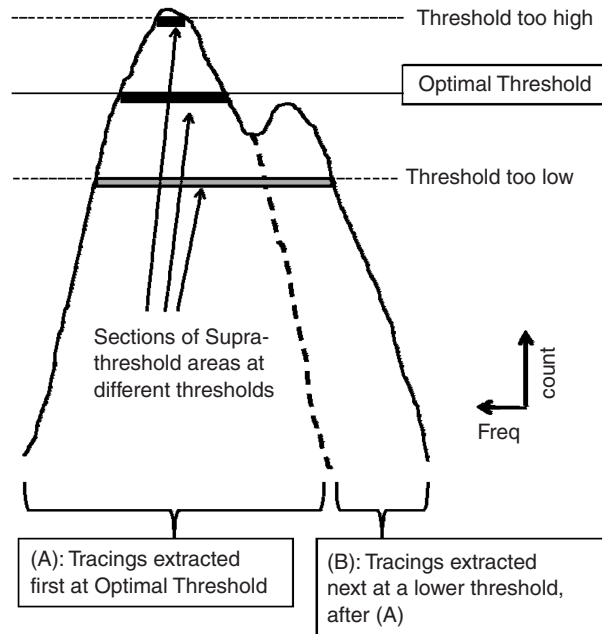 Threshold too high
Optimal Threshold
Threshold too low
Sections of Supra-
threshold areas at
different thresholds
count
Freq
(A): Tracings extracted
first at Optimal Threshold
(B): Tracings extracted
next at a lower threshold,
after (A)